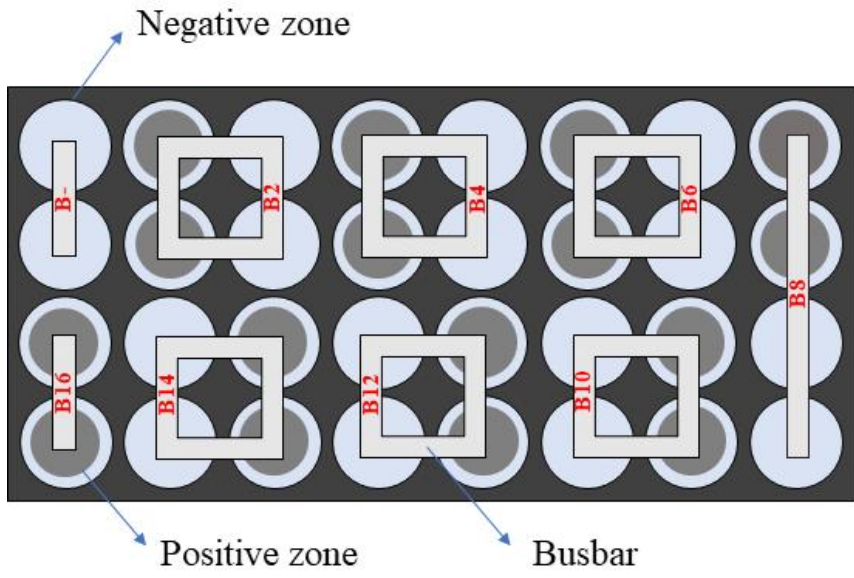 Negative zone
B-
B2
B4
B6
B8
B16
B14
B12
B10
Positive zone
Busbar